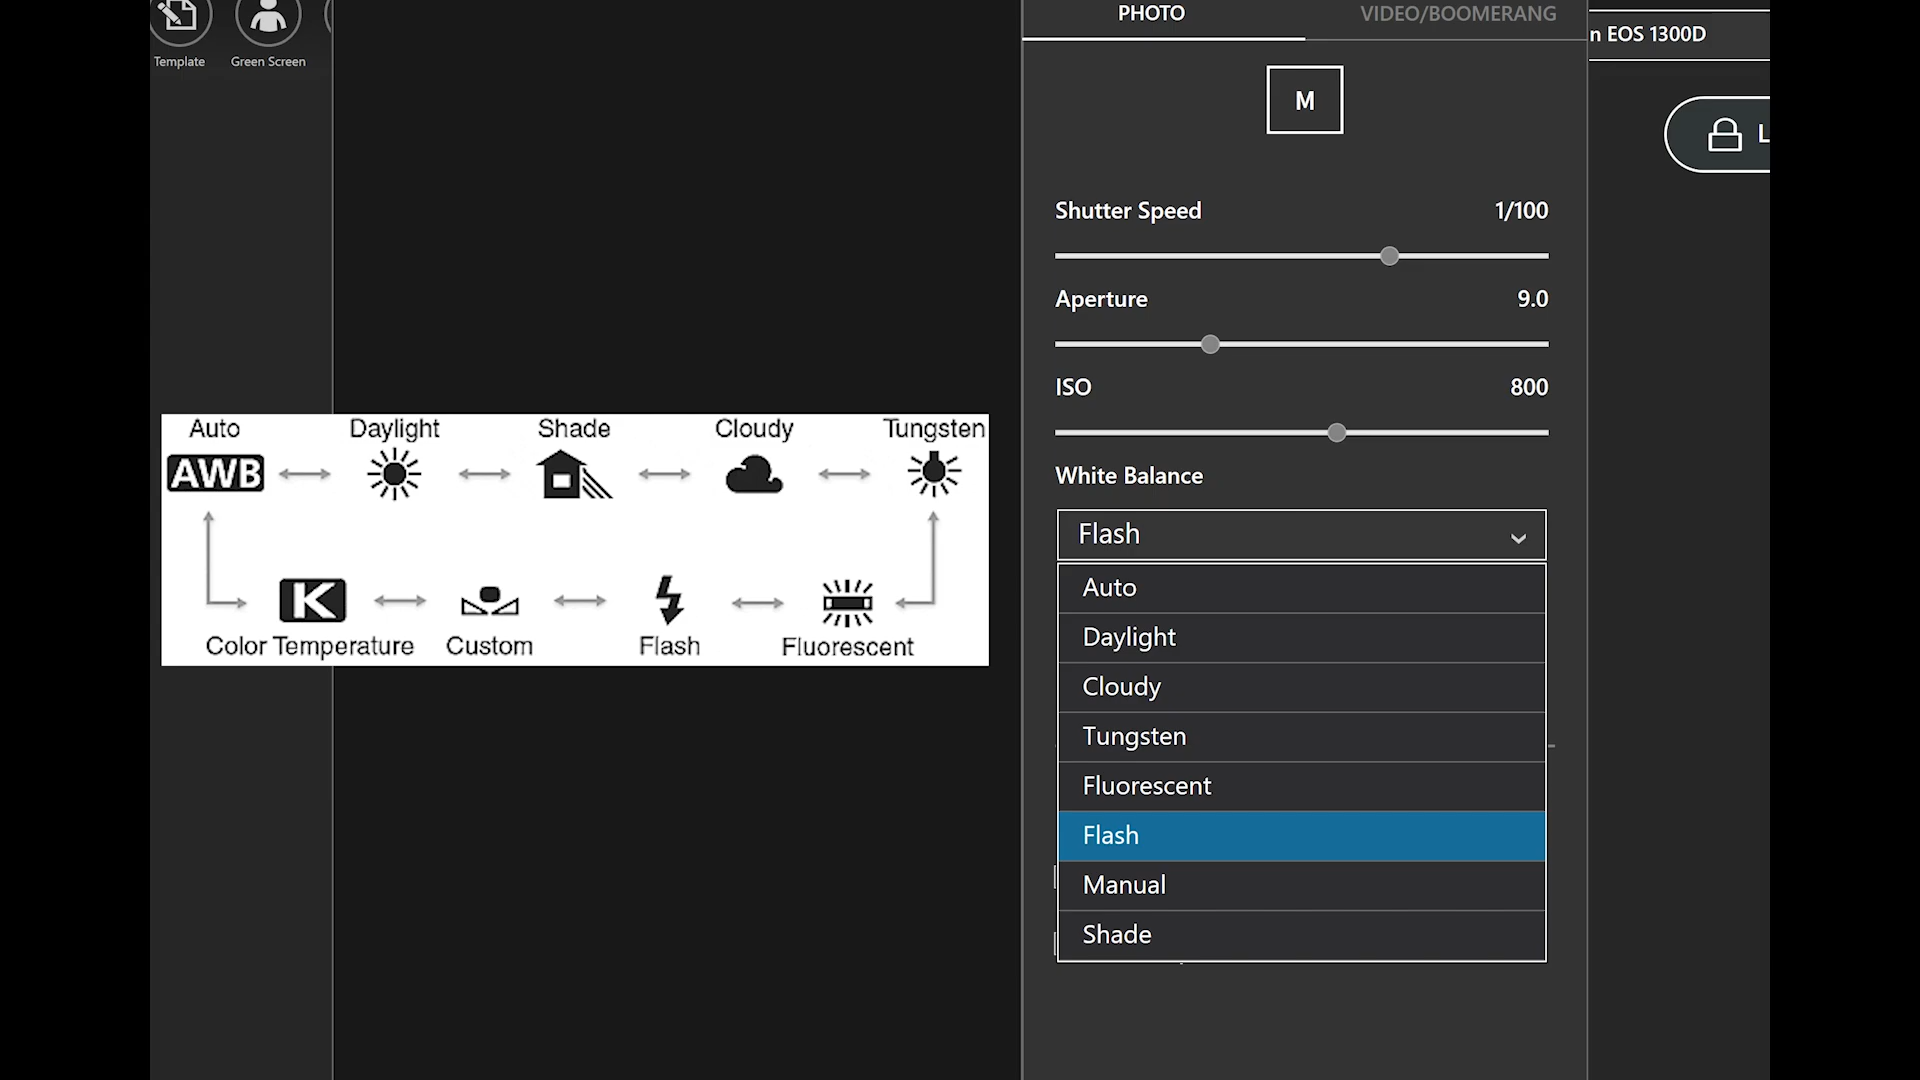 Template Green Screen
PHOTO VIDEO/BOOMERANG
n EOS 1300D
M
Shutter Speed 1/100
Aperture 9.0
ISO 800
White Balance
Flash
Auto
Daylight
Cloudy
Tungsten
Fluorescent
Flash
Manual
Shade
Auto Daylight Shade Cloudy Tungsten
AWB
K
Color Temperature Custom Flash Fluorescent